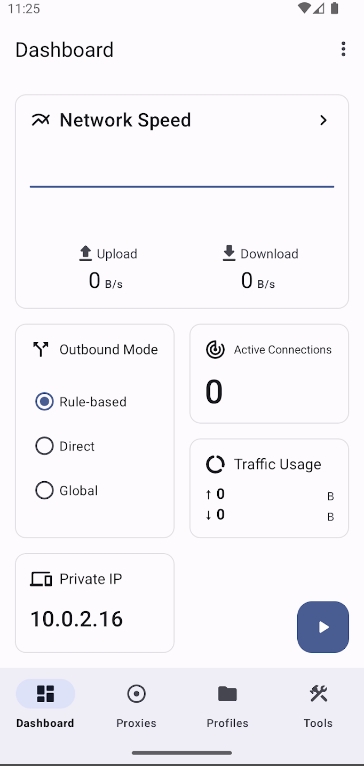 11:25
Dashboard
Network Speed
Upload
Download
0 B/s
0 B/s
Outbound Mode
Rule-based
Direct
Global
Active Connections
0
Traffic Usage
↑ 0 B
↓ 0 B
Private IP
10.0.2.16
Dashboard
Proxies
Profiles
Tools